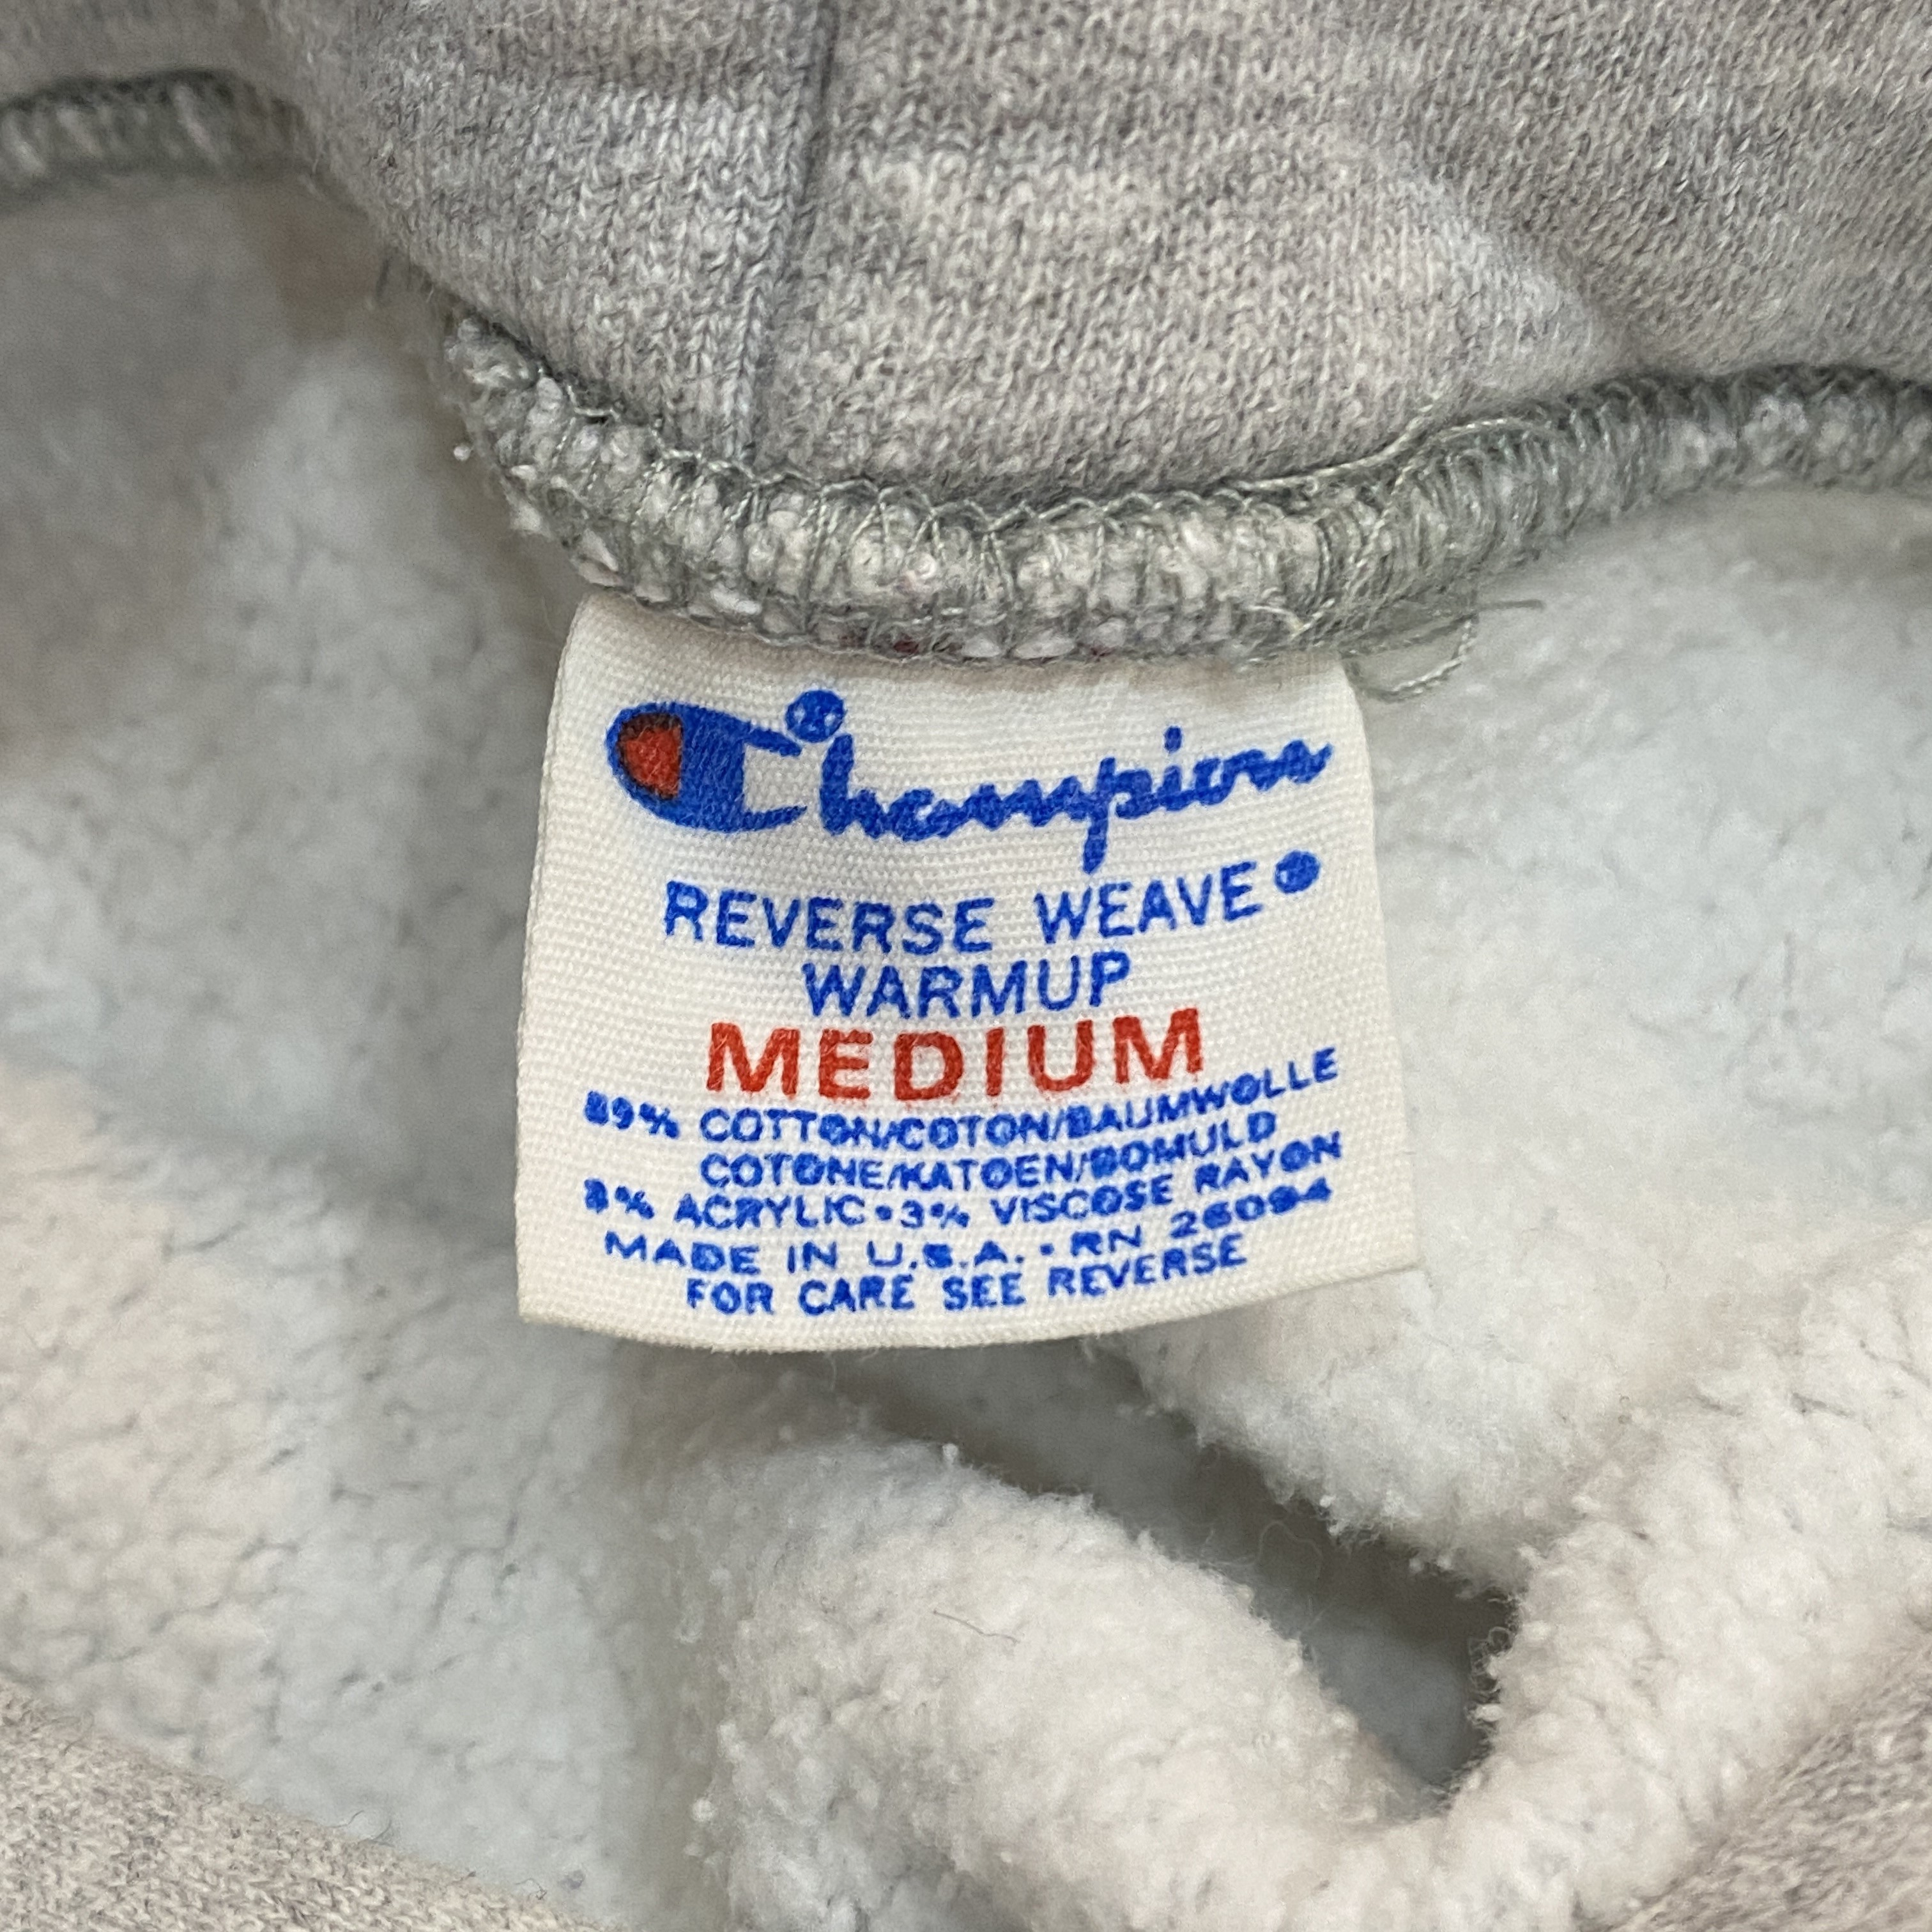 Champion
REVERSE WEAVE®
WARMUP
MEDIUM
89% COTTON/COTON/BAUMWOLLE
COTONE/KATOEN/BOMULD
8% ACRYLIC•3% VISCOSE RAYON
MADE IN U.S.A.•RN 26094
FOR CARE SEE REVERSE